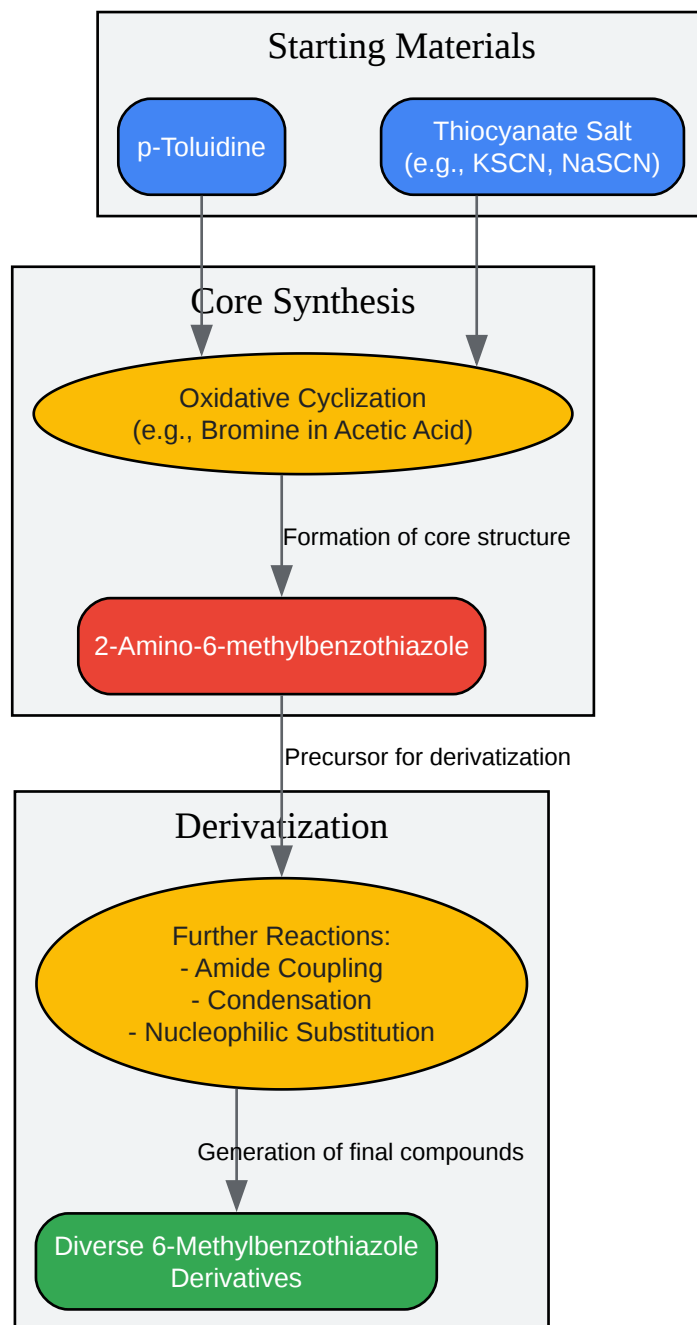 Starting Materials
p-Toluidine
Thiocyanate Salt
(e.g., KSCN, NaSCN)
Core Synthesis
Oxidative Cyclization
(e.g., Bromine in Acetic Acid)
Formation of core structure
2-Amino-6-methylbenzothiazole
Precursor for derivatization
Derivatization
Further Reactions:
- Amide Coupling
- Condensation
- Nucleophilic Substitution
Generation of final compounds
Diverse 6-Methylbenzothiazole
Derivatives